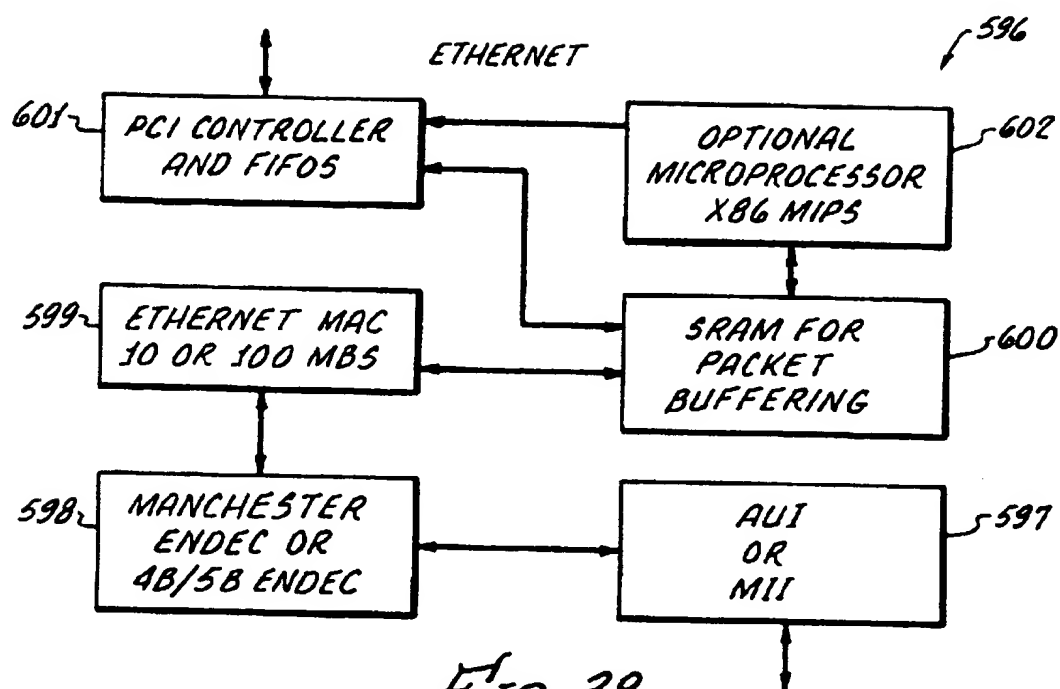 ETHERNET
596
601
PCI CONTROLLER
AND FIFOS
OPTIONAL
MICROPROCESSOR
X86 MIPS
602
599
ETHERNET MAC
10 OR 100 MBS
SRAM FOR
PACKET
BUFFERING
600
598
MANCHESTER
ENDEC OR
4B/5B ENDEC
AUI
OR
MII
597